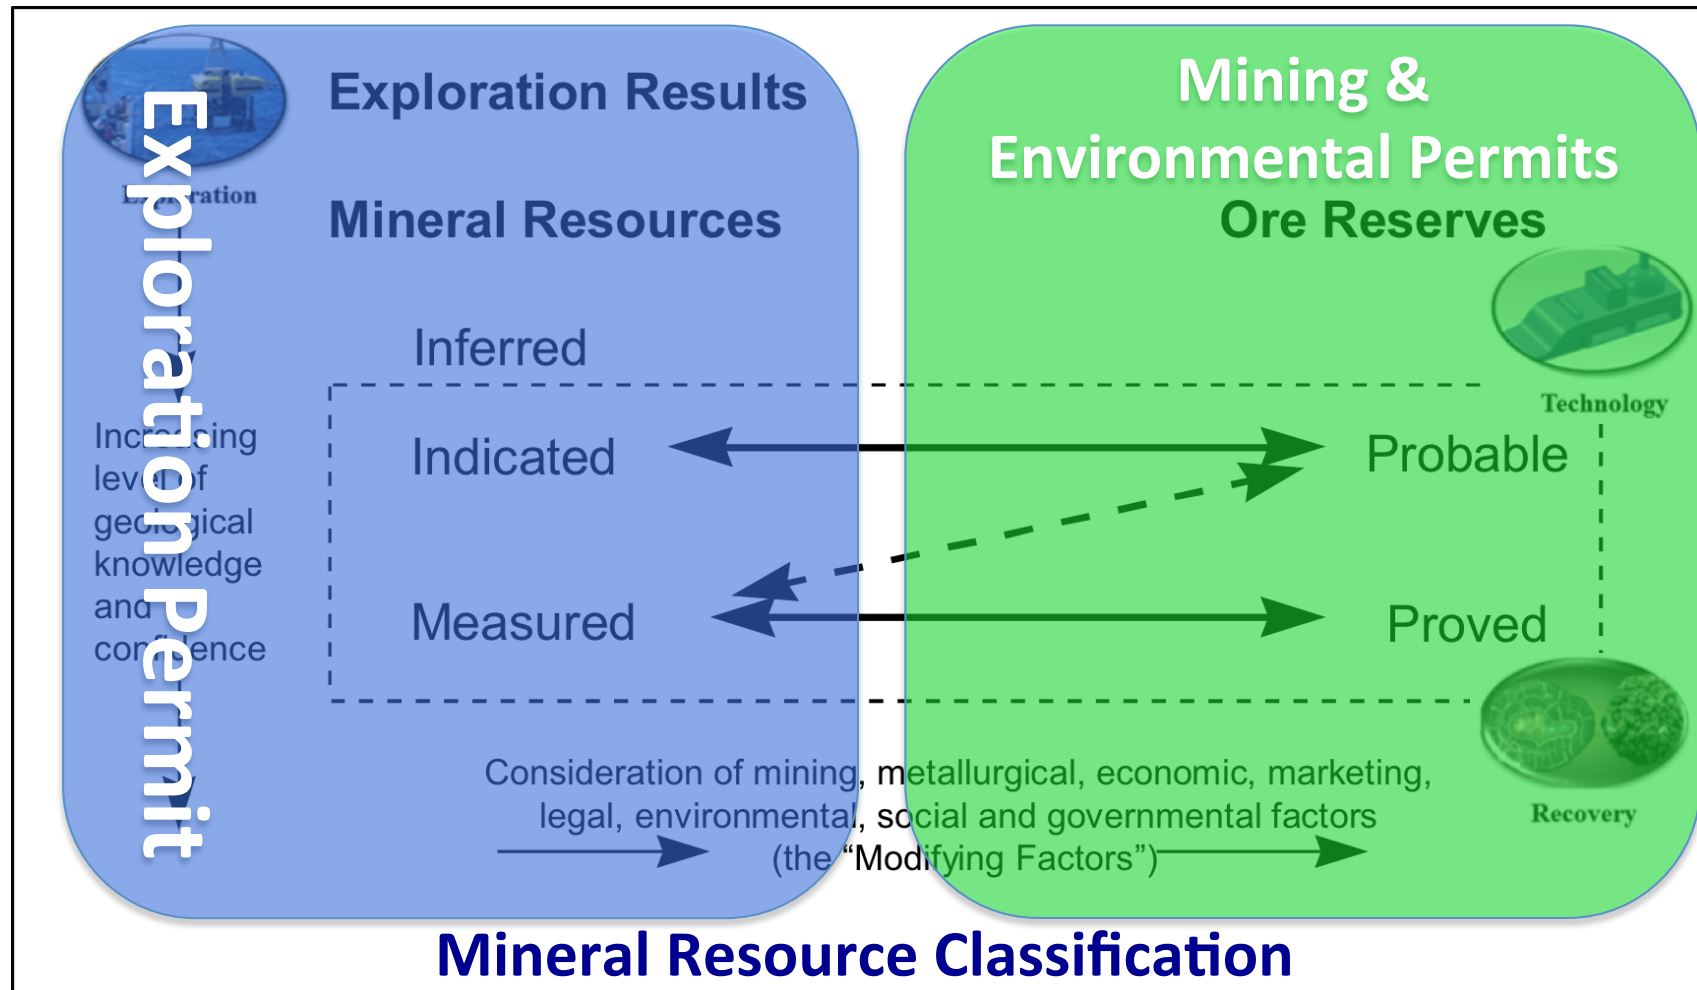 Exploration Permit
Exploration
Exploration Results
Mineral Resources
Inferred
Indicated
Measured
Increasing
level of
geological
knowledge
and
confidence
Mining &
Environmental Permits
Ore Reserves
Technology
Probable
Proved
Recovery
Consideration of mining, metallurgical, economic, marketing,
legal, environmental, social and governmental factors
(the “Modifying Factors”)
Mineral Resource Classification